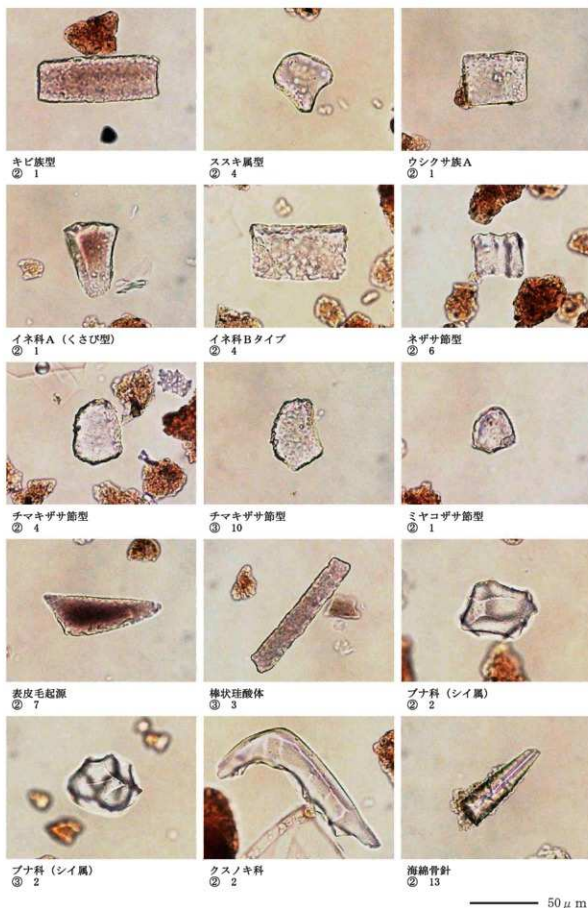 キビ族型
② 1
ススキ属型
② 4
ウシクサ族A
② 1
イネ科A（くさび型）
② 1
イネ科Bタイプ
② 4
ネザサ節型
② 6
チマキザサ節型
② 4
チマキザサ節型
③ 10
ミヤコザサ節型
② 1
表皮毛起源
② 7
棒状珪酸体
③ 3
ブナ科（シイ属）
② 2
ブナ科（シイ属）
③ 2
クスノキ科
② 2
海綿骨針
② 13
50μm